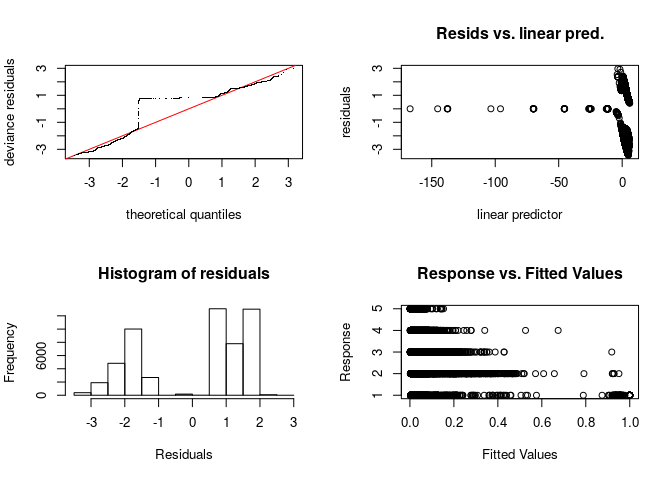 deviance residuals
-3 -1 1 3
-3 -2 -1 0 1 2 3
theoretical quantiles
Resids vs. linear pred.
residuals
-3 -1 1 3
-150 -100 -50 0
linear predictor
Histogram of residuals
Frequency
0 6000
-3 -2 -1 0 1 2 3
Residuals
Response vs. Fitted Values
Response
1 2 3 4 5
0.0 0.2 0.4 0.6 0.8 1.0
Fitted Values